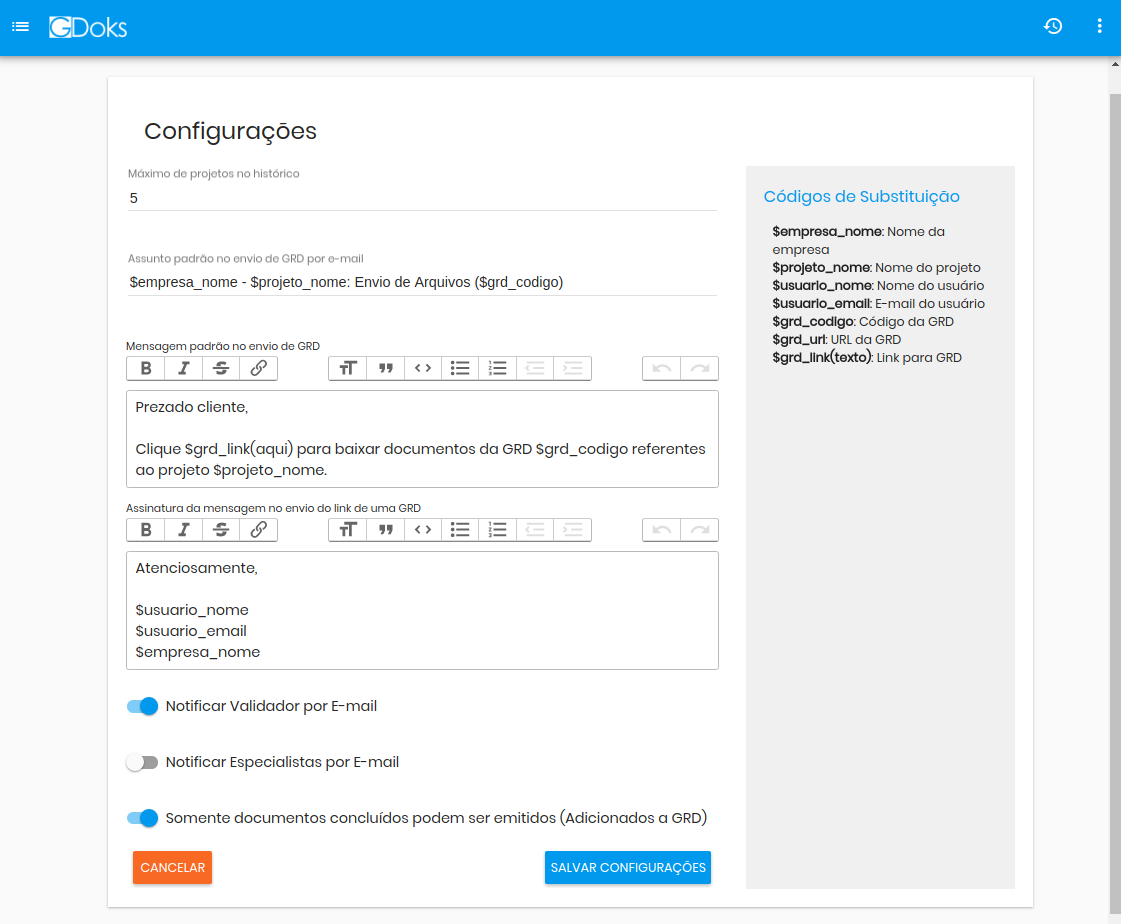 GDoks
Configurações
Máximo de projetos no histórico
5
Assunto padrão no envio de GRD por e-mail
$empresa_nome - $projeto_nome: Envio de Arquivos ($grd_codigo)
Mensagem padrão no envio de GRD
Prezado cliente,
Clique $grd_link(aqui) para baixar documentos da GRD $grd_codigo referentes
ao projeto $projeto_nome.
Assinatura da mensagem no envio do link de uma GRD
Atenciosamente,
$usuario_nome
$usuario_email
$empresa_nome
Notificar Validador por E-mail
Notificar Especialistas por E-mail
Somente documentos concluídos podem ser emitidos (Adicionados a GRD)
CANCELAR
SALVAR CONFIGURAÇÕES
Códigos de Substituição
$empresa_nome: Nome da
empresa
$projeto_nome: Nome do projeto
$usuario_nome: Nome do usuário
$usuario_email: E-mail do usuário
$grd_codigo: Código da GRD
$grd_url: URL da GRD
$grd_link(texto): Link para GRD